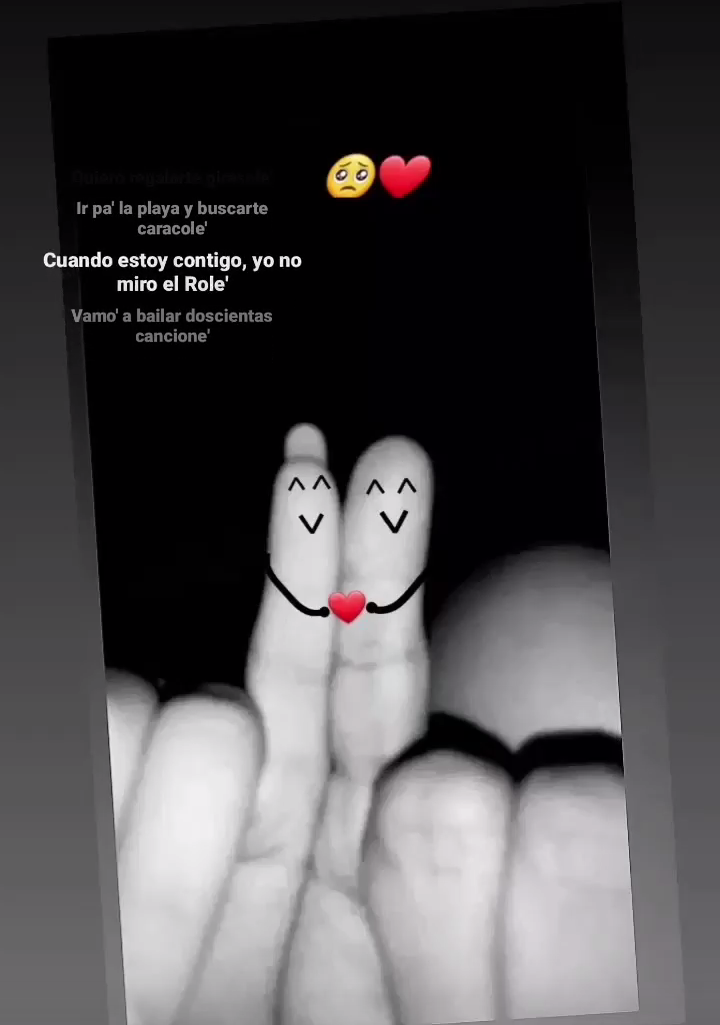 Quiero regalarte girasole'
Ir pa' la playa y buscarte
caracole'
Cuando estoy contigo, yo no
miro el Role'
Vamo' a bailar doscientas
cancione'